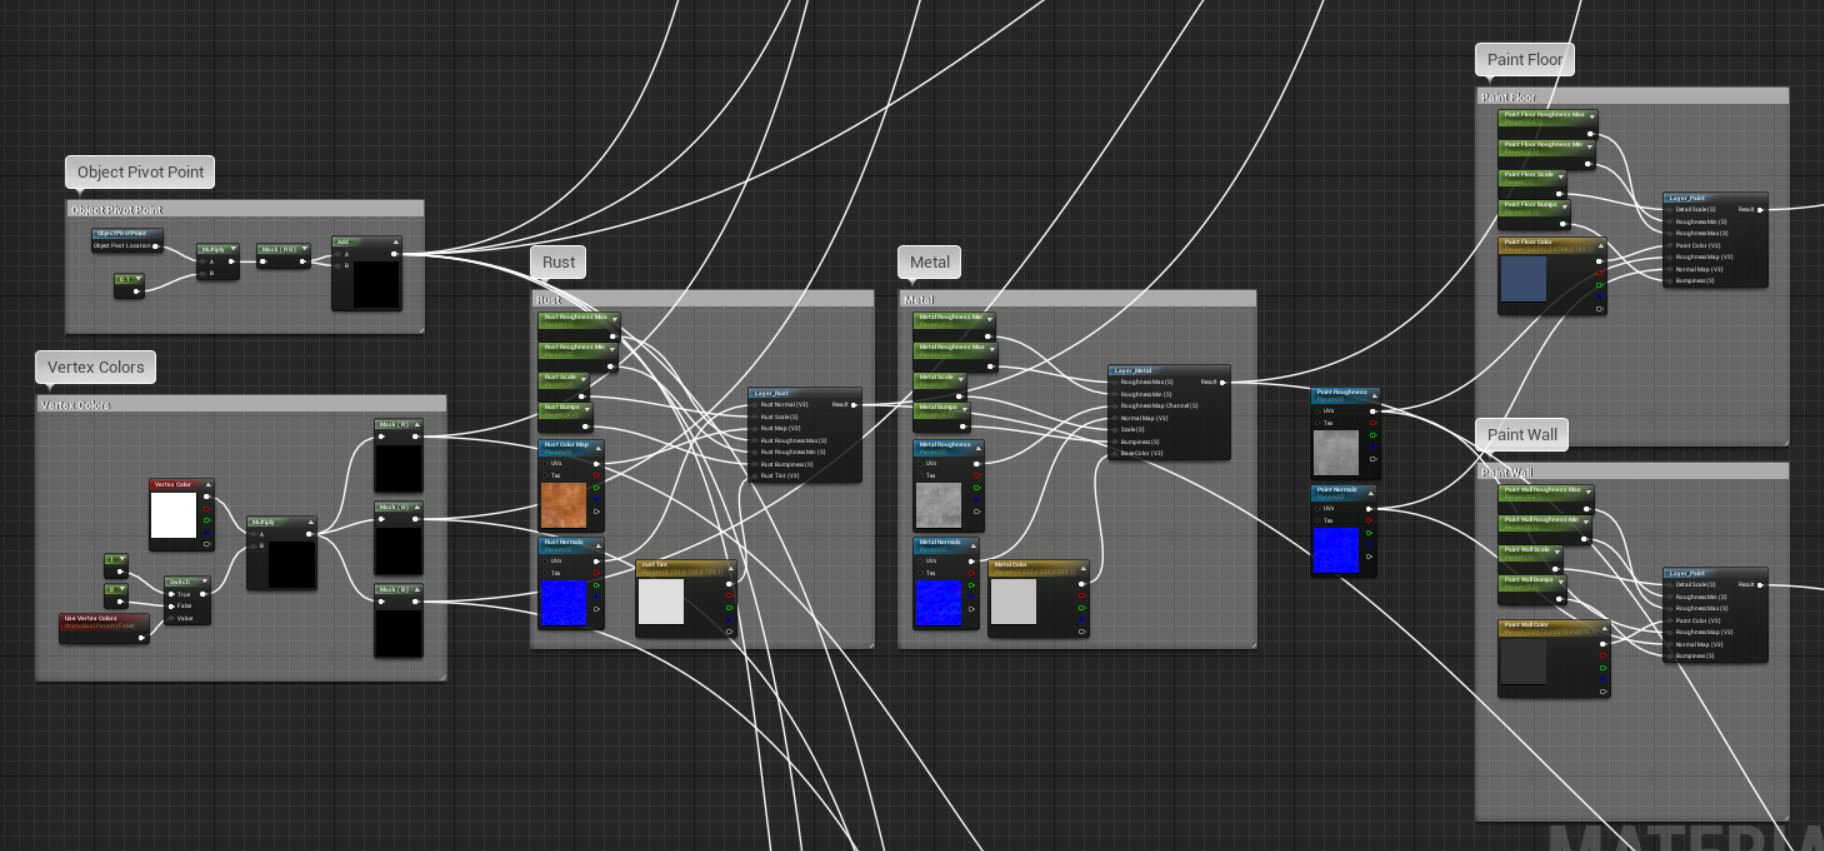 Object Pivot Point
Object Pivot Point
ObjectPivotPoint
Object Pivot Location
Multiply
A
B
Mask ( R G )
Add
A
B
0.1
Vertex Colors
Vertex Colors
Vertex Color
Multiply
A
B
Switch
True
False
Value
Use Vertex Colors
Mask ( R )
Mask ( G )
Mask ( B )
Rust
Rust
Rust Roughness Max
Rust Roughness Min
Rust Scale
Rust Bumps
Rust Color Map
Param2D
UVs
Tex
Rust Normals
Param2D
UVs
Tex
rust Tint
Layer_Rust
Rust Normal (V3)
Result
Rust Scale (S)
Rust Map (V3)
Rust Roughness Max (S)
Rust Roughness Min (S)
Rust Bumpiness (S)
Rust Tint (V3)
Metal
Metal
Metal Roughness Min
Metal Roughness Max
Metal Scale
Metal Bumps
Metal Roughness
Param2D
UVs
Tex
Metal Normals
Param2D
UVs
Tex
Metal Color
Layer_Metal
Roughness Max (S)
Result
Roughness Min (S)
Roughness Map Channel (S)
Normal Map (V3)
Scale (S)
Bumpiness (S)
Base Color (V3)
Paint Roughness
Param2D
UVs
Tex
Paint Normals
Param2D
UVs
Tex
Paint Floor
Paint Floor
Paint Floor Roughness Max
Paint Floor Roughness Min
Paint Floor Scale
Paint Floor Bumps
Paint Floor Color
Layer_Paint
Detail Scale (S)
Result
Roughness Min (S)
Roughness Max (S)
Paint Color (V3)
Roughness Map (V3)
Normal Map (V3)
Bumpiness (S)
Paint Wall
Paint Wall
Paint Wall Roughness Max
Paint Wall Roughness Min
Paint Wall Scale
Paint Wall Bumps
Paint Wall Color
Layer_Paint
Detail Scale (S)
Result
Roughness Min (S)
Roughness Max (S)
Paint Color (V3)
Roughness Map (V3)
Normal Map (V3)
Bumpiness (S)
MATERIA